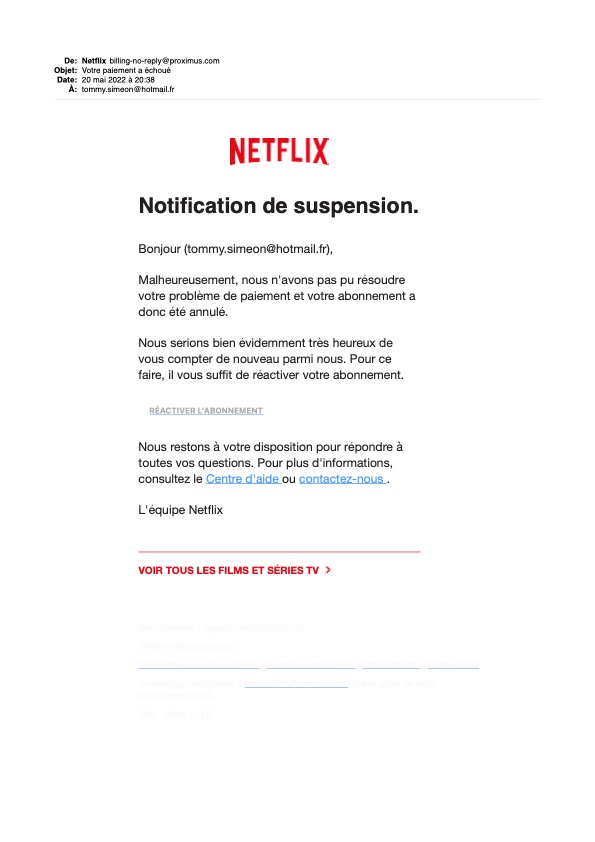 De: Netflix billing-no-reply@proximus.com
Objet: Votre paiement a échoué
Date: 20 mai 2022 à 20:38
À: tommy.simeon@hotmail.fr
NETFLIX
Notification de suspension.
Bonjour (tommy.simeon@hotmail.fr),
Malheureusement, nous n'avons pas pu résoudre
votre problème de paiement et votre abonnement a
donc été annulé.
Nous serions bien évidemment très heureux de
vous compter de nouveau parmi nous. Pour ce
faire, il vous suffit de réactiver votre abonnement.
RÉACTIVER L'ABONNEMENT
Nous restons à votre disposition pour répondre à
toutes vos questions. Pour plus d'informations,
consultez le Centre d'aide ou contactez-nous .
L'équipe Netflix
VOIR TOUS LES FILMS ET SÉRIES TV >